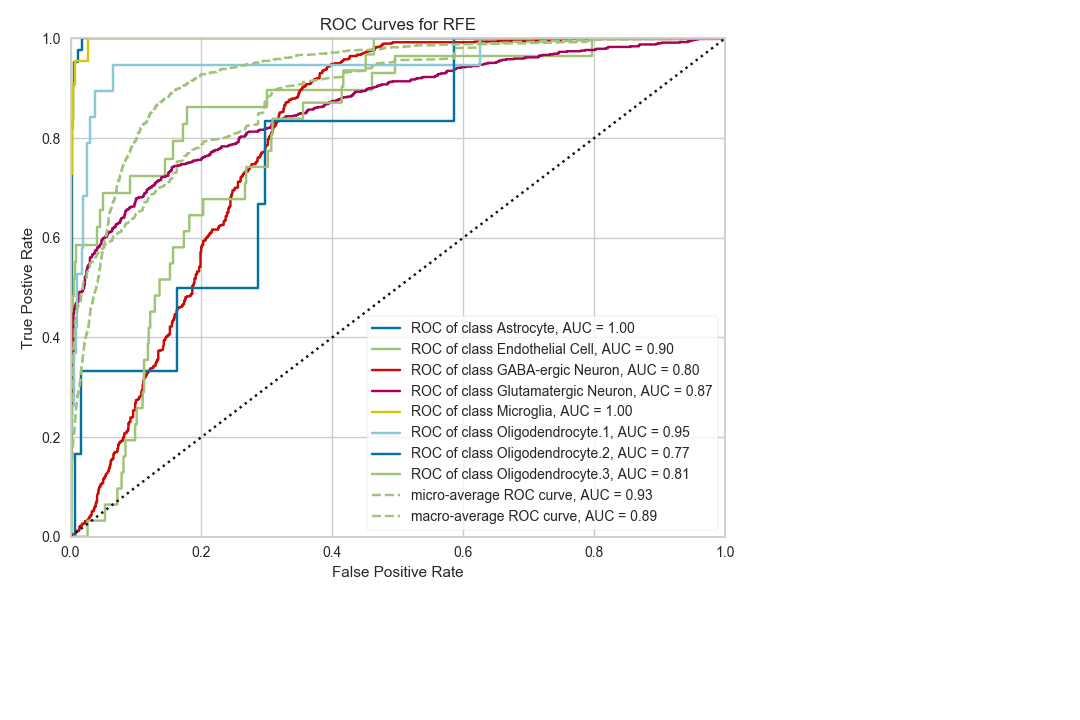 ROC Curves for RFE
1.0
0.8
0.6
0.4
0.2
0.0
True Postive Rate
ROC of class Astrocyte, AUC = 1.00
ROC of class Endothelial Cell, AUC = 0.90
ROC of class GABA-ergic Neuron, AUC = 0.80
ROC of class Glutamatergic Neuron, AUC = 0.87
ROC of class Microglia, AUC = 1.00
ROC of class Oligodendrocyte.1, AUC = 0.95
ROC of class Oligodendrocyte.2, AUC = 0.77
ROC of class Oligodendrocyte.3, AUC = 0.81
micro-average ROC curve, AUC = 0.93
macro-average ROC curve, AUC = 0.89
0.0 0.2 0.4 0.6 0.8 1.0
False Positive Rate